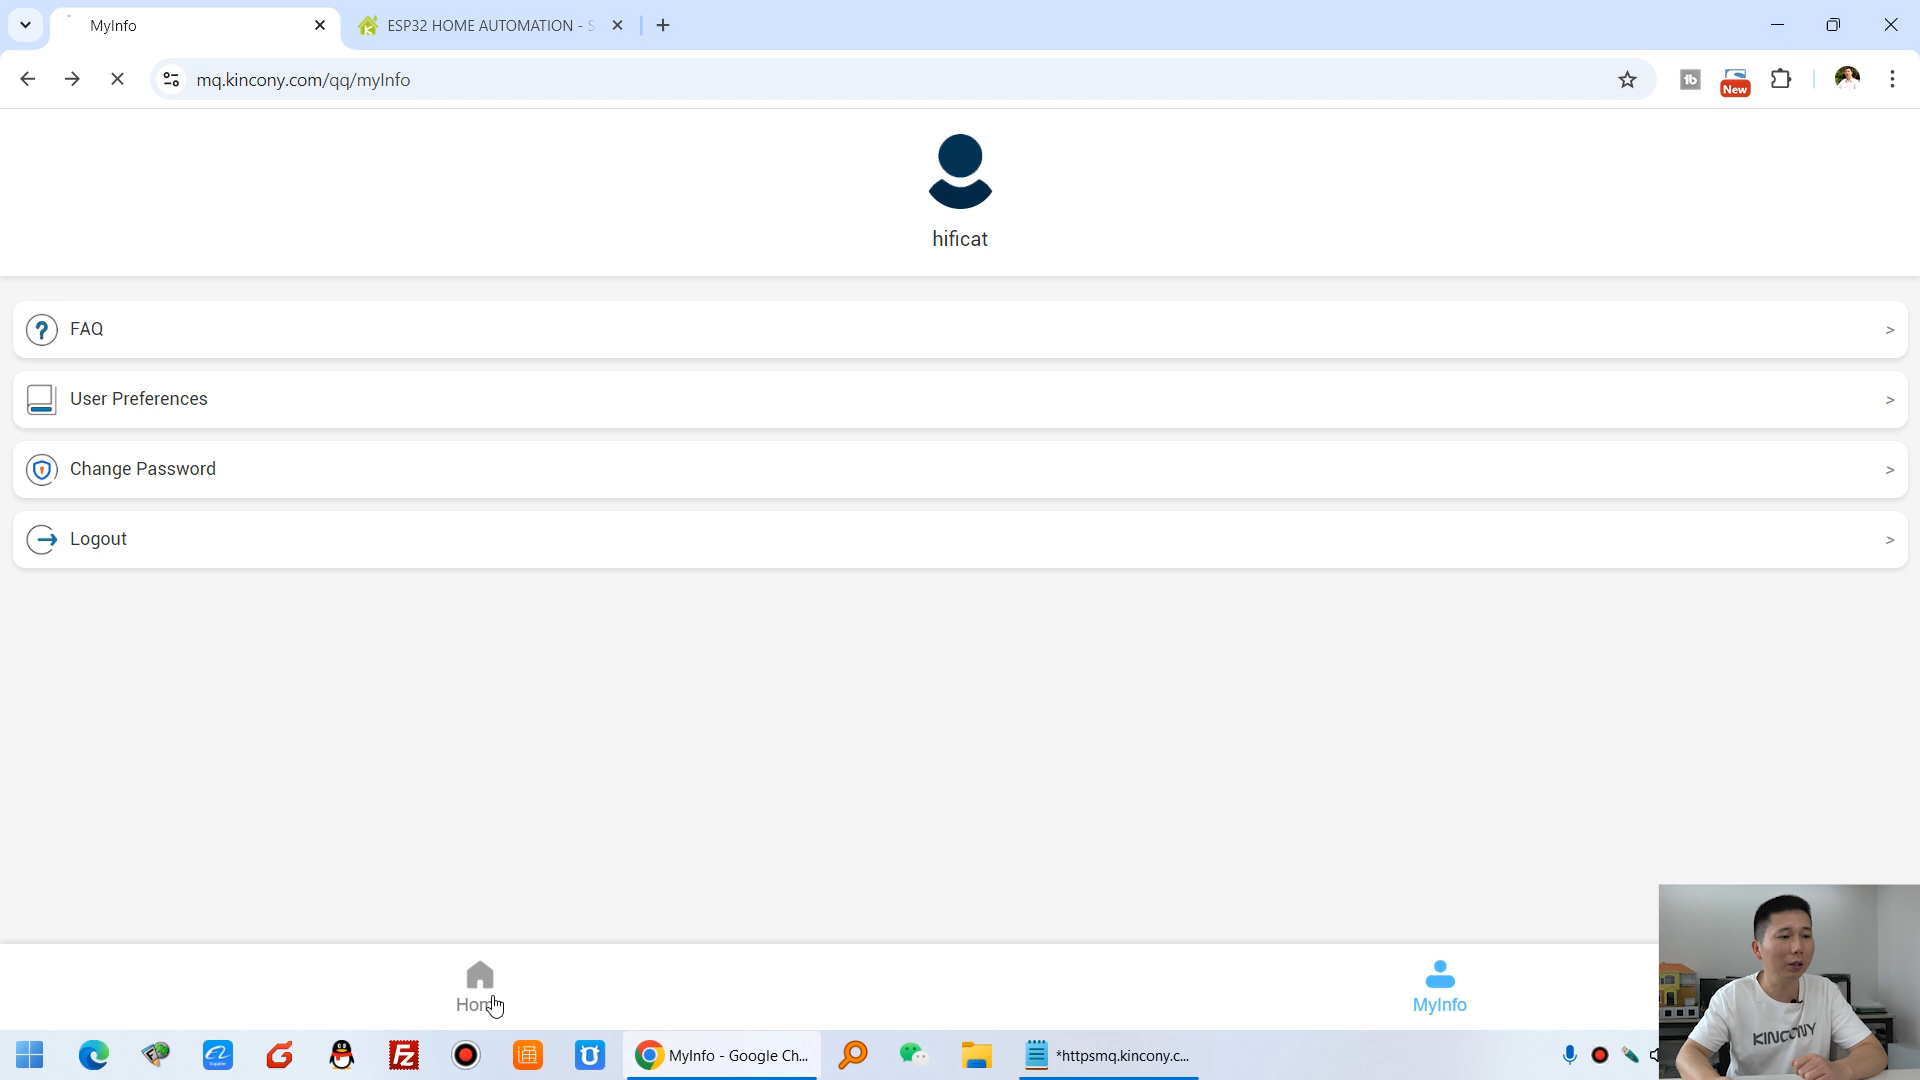 MyInfo
ESP32 HOME AUTOMATION - S
mq.kincony.com/qq/myInfo
New
hificat
FAQ
>
User Preferences
>
Change Password
>
Logout
>
Home
MyInfo
MyInfo - Google Ch...
*httpsmq.kincony.c...
KINCONY